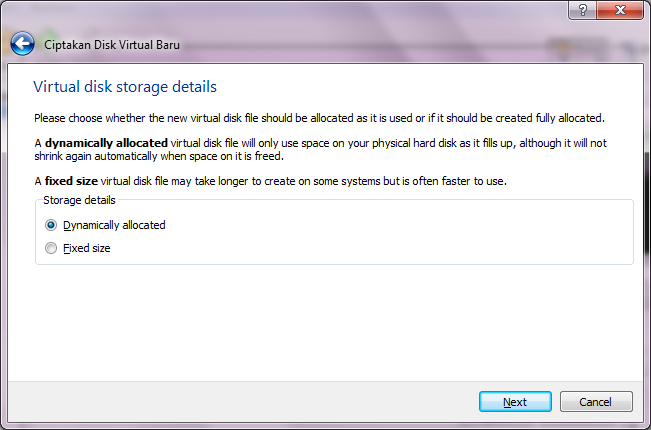 Ciptakan Disk Virtual Baru
Virtual disk storage details
Please choose whether the new virtual disk file should be allocated as it is used or if it should be created fully allocated.
A dynamically allocated virtual disk file will only use space on your physical hard disk as it fills up, although it will not
shrink again automatically when space on it is freed.
A fixed size virtual disk file may take longer to create on some systems but is often faster to use.
Storage details
Dynamically allocated
Fixed size
Next Cancel